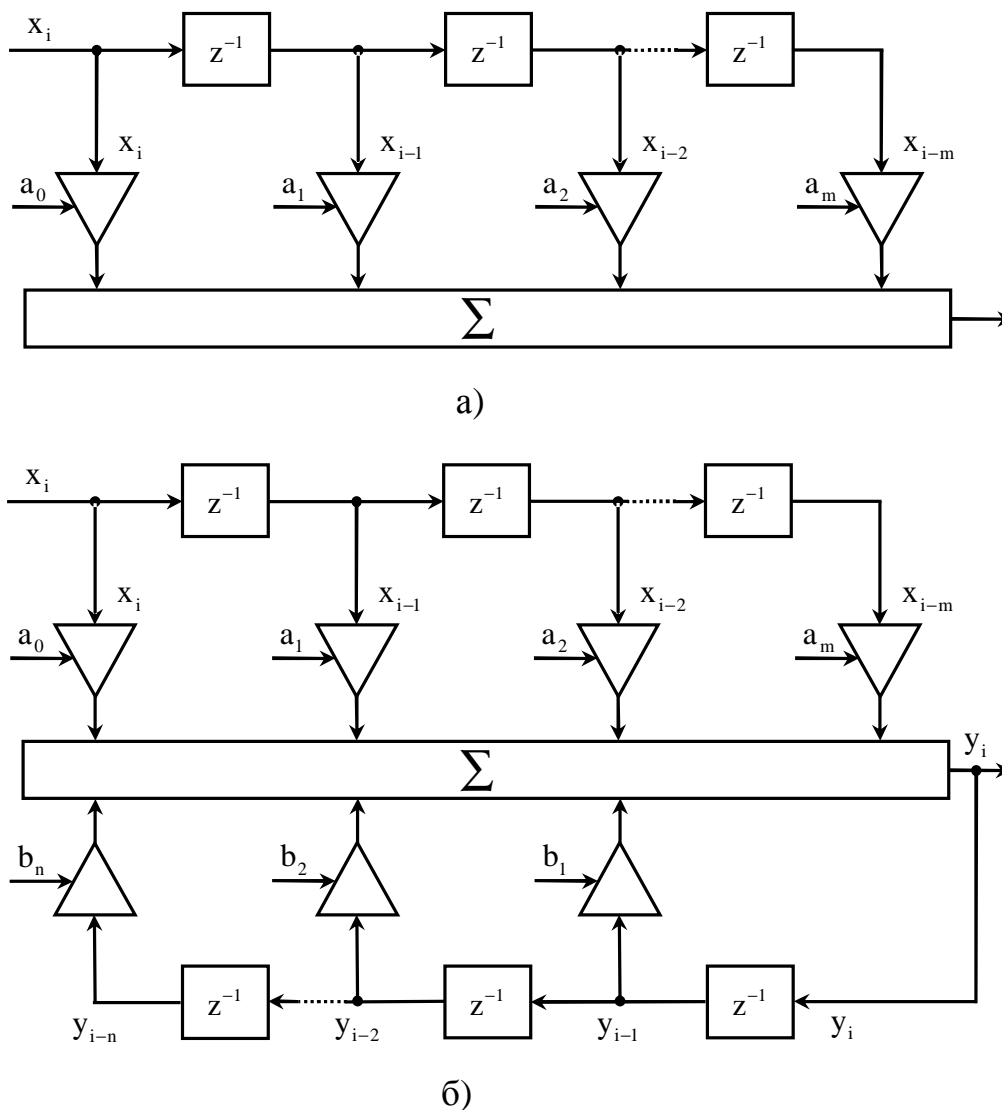 xᵢ z⁻¹ z⁻¹ z⁻¹
xᵢ xᵢ₋₁ xᵢ₋₂ xᵢ₋ₘ
a₀ a₁ a₂ aₘ
Σ
а)
xᵢ z⁻¹ z⁻¹ z⁻¹
xᵢ xᵢ₋₁ xᵢ₋₂ xᵢ₋ₘ
a₀ a₁ a₂ aₘ
yᵢ
Σ
bₙ b₂ b₁
z⁻¹ z⁻¹ z⁻¹
yᵢ₋ₙ yᵢ₋₂ yᵢ₋₁ yᵢ
б)